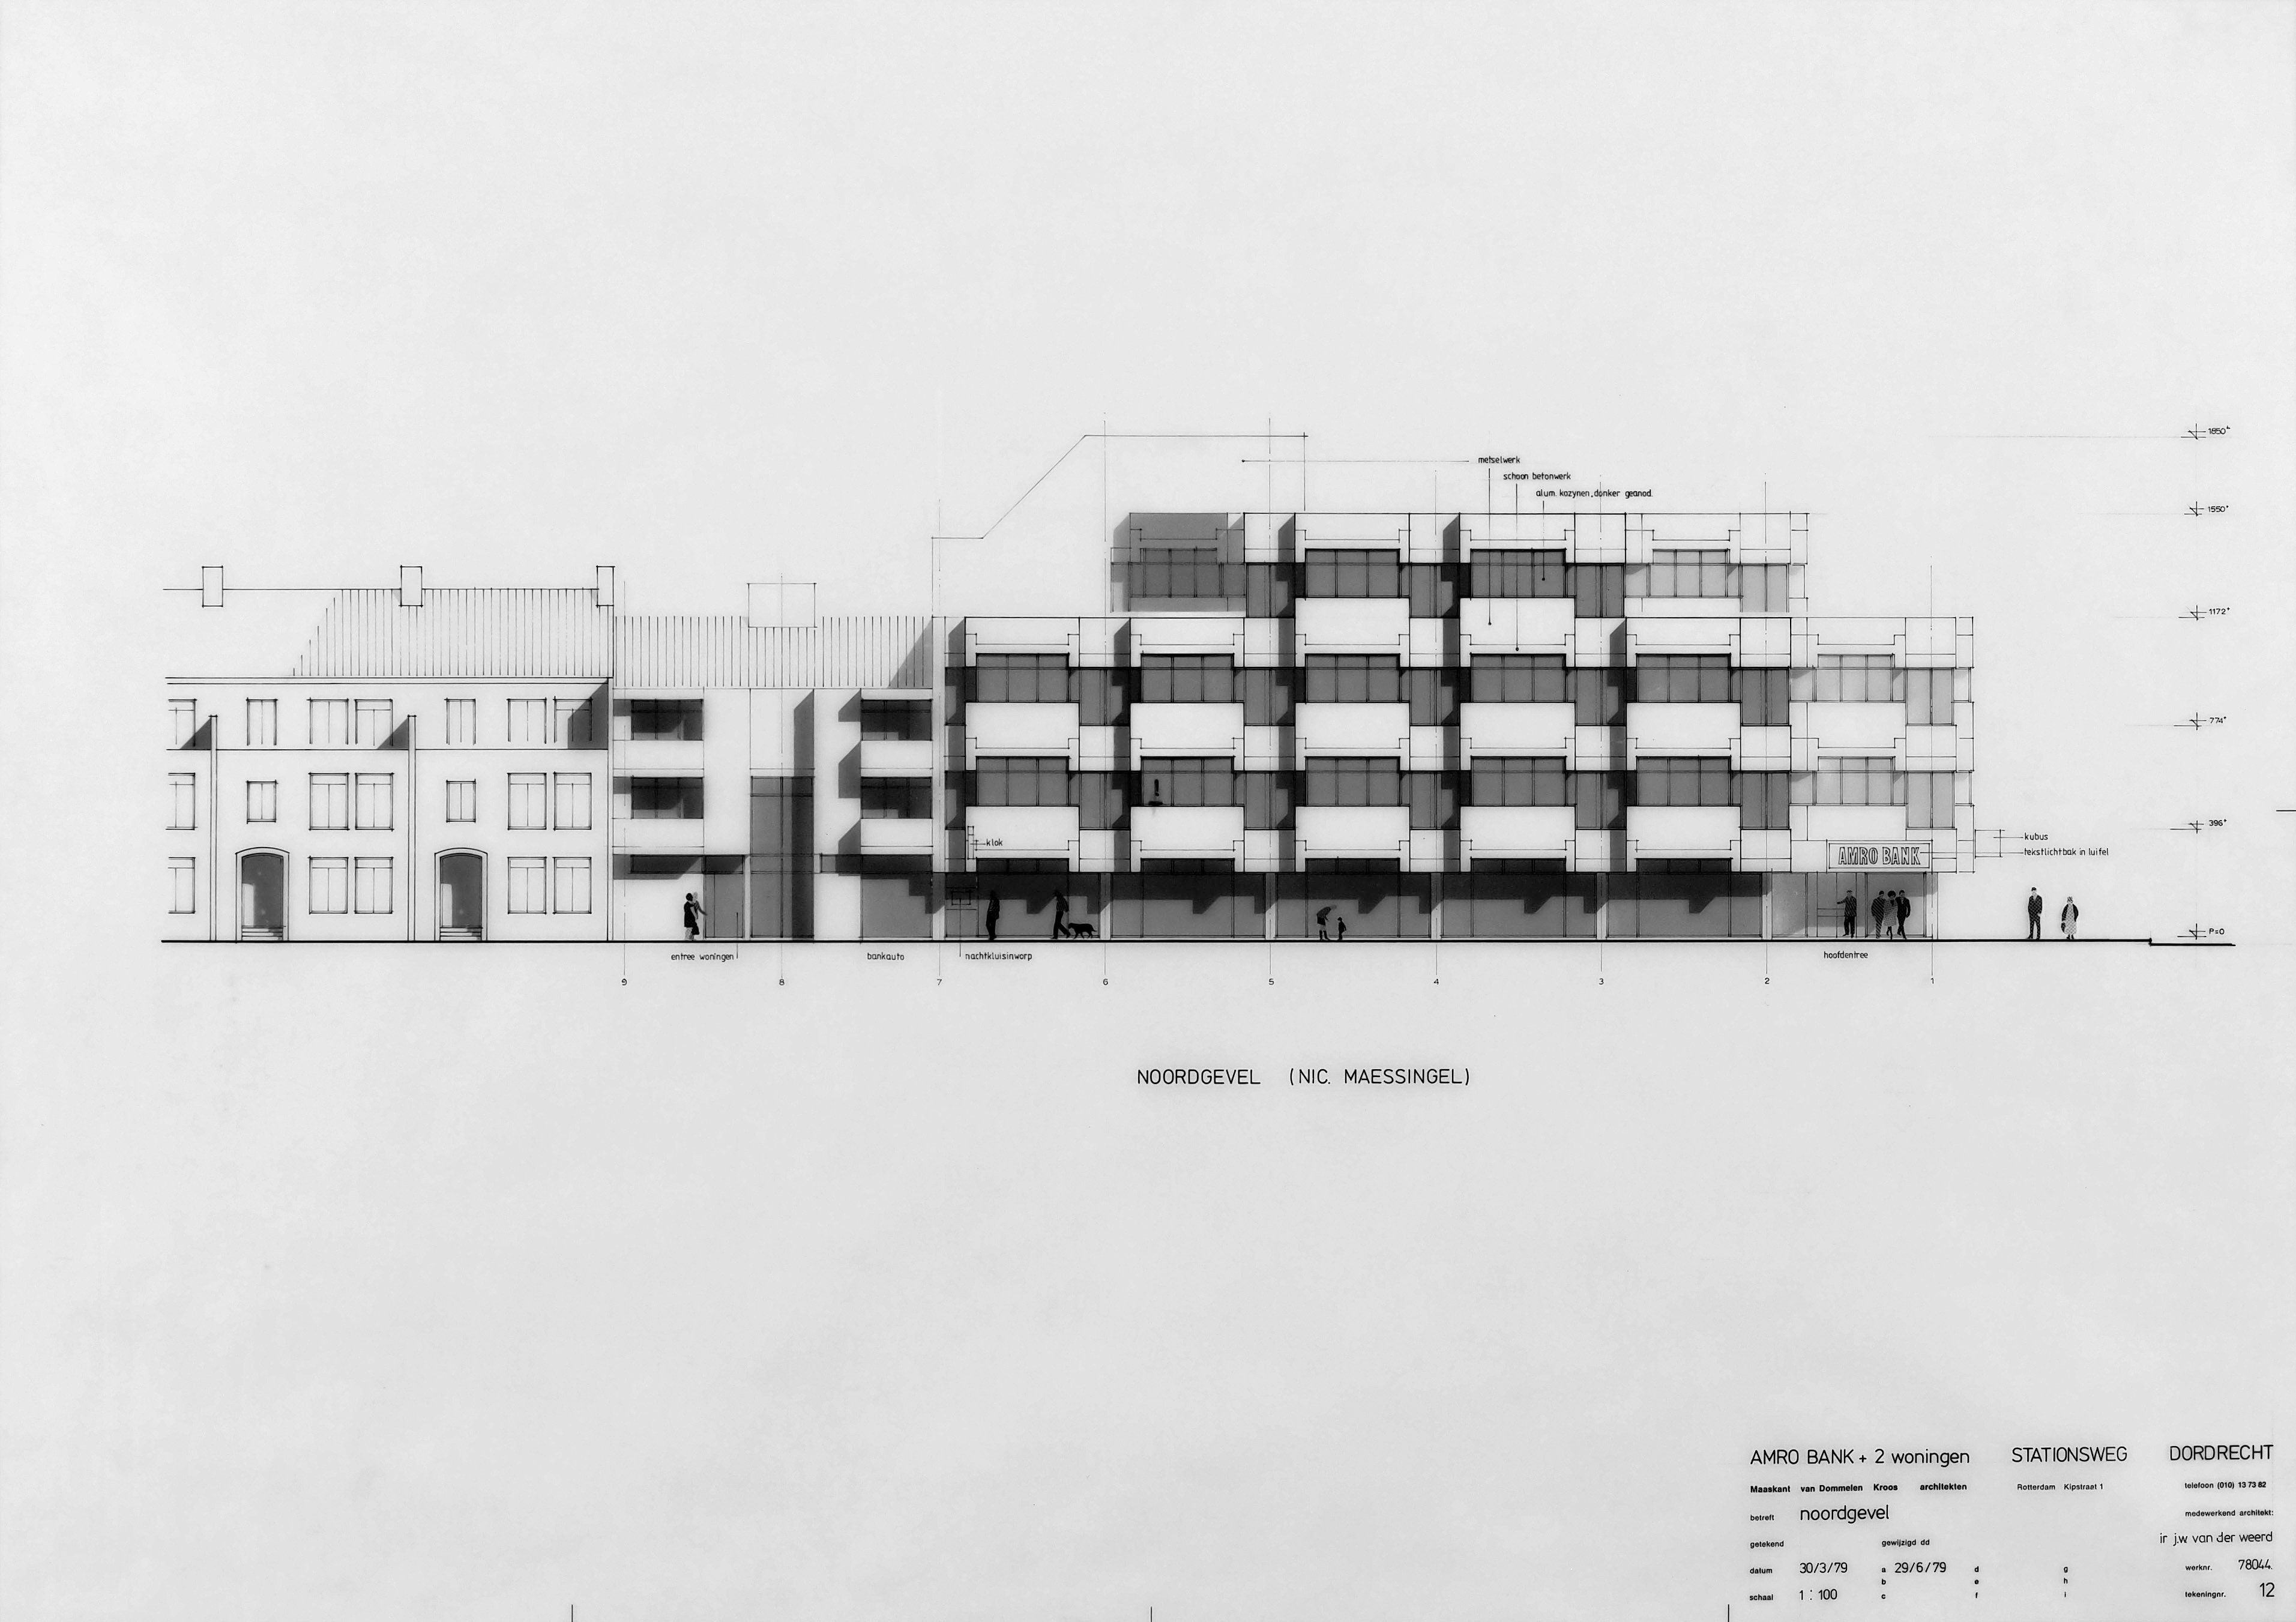 1850⁺
metselwerk
schoon betonwerk
alum. kozynen, donker geanod.
1550⁺
1172⁺
774⁺
396⁺
klok
kubus
AMRO BANK
tekstlichtbak in luifel
P=0
entree woningen
bankauto
nachtkluisinworp
hoofdentree
9 8 7 6 5 4 3 2 1
NOORDGEVEL (NIC. MAESSINGEL)
AMRO BANK + 2 woningen STATIONSWEG DORDRECHT
Maaskant van Dommelen Kroos architekten Rotterdam Kipstraat 1 telefoon (010) 13 73 82
betreft noordgevel medewerkend architekt:
ir j.w. van der weerd
getekend gewijzigd dd
datum 30/3/79 a 29/6/79 d g werknr. 78044.
b e h
schaal 1 : 100 c f i tekeningnr. 12